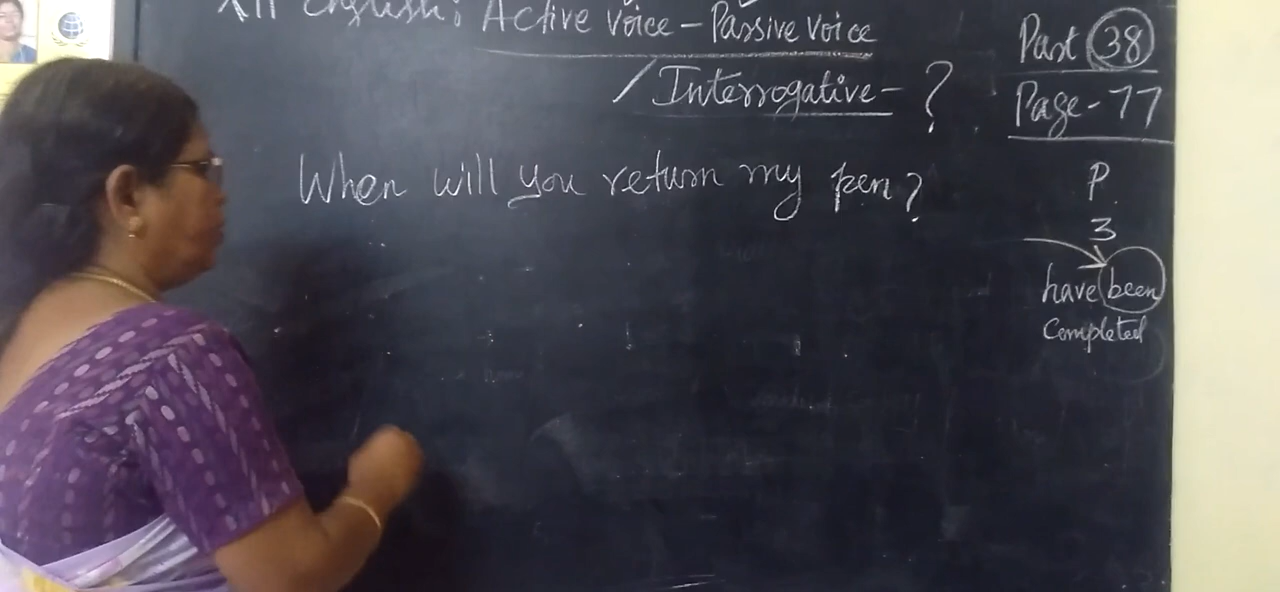 XII English: Active Voice - Passive Voice
/Interrogative - ?
Part 38
Page - 77
When will you return my pen?
P.
3
have been
Completed